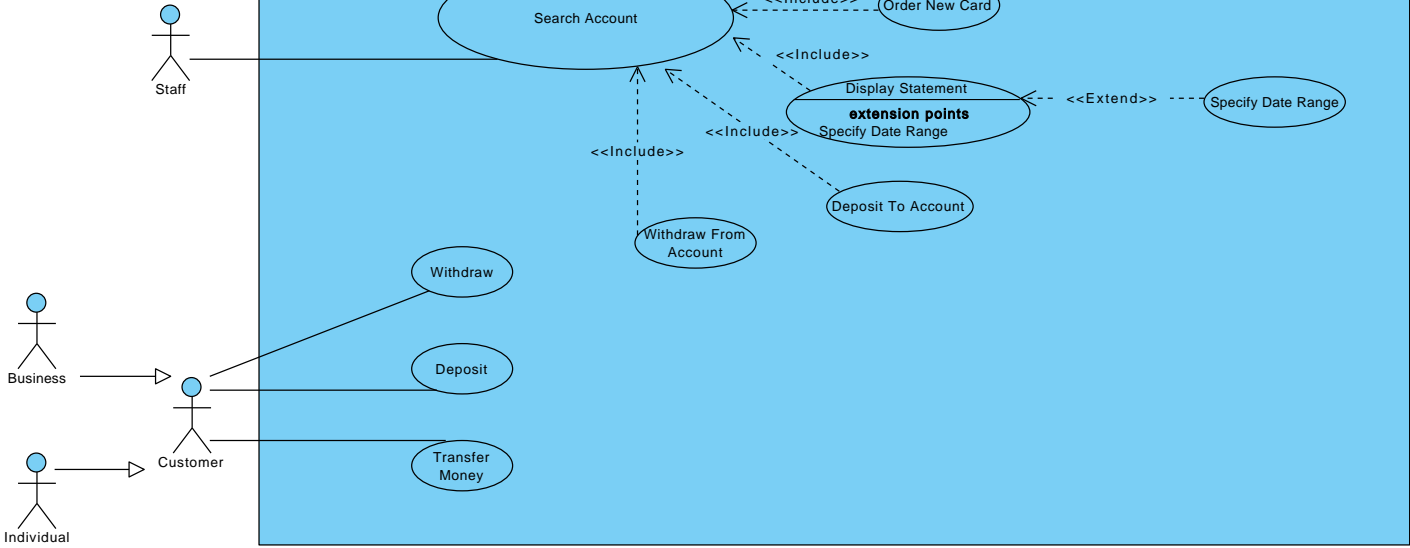 <<Include>>
Order New Card
Search Account
<<Include>>
Staff
Display Statement
<<Extend>>
Specify Date Range
extension points
<<Include>>
Specify Date Range
<<Include>>
Deposit To Account
Withdraw From
Account
Withdraw
Business
Deposit
Customer
Transfer
Money
Individual